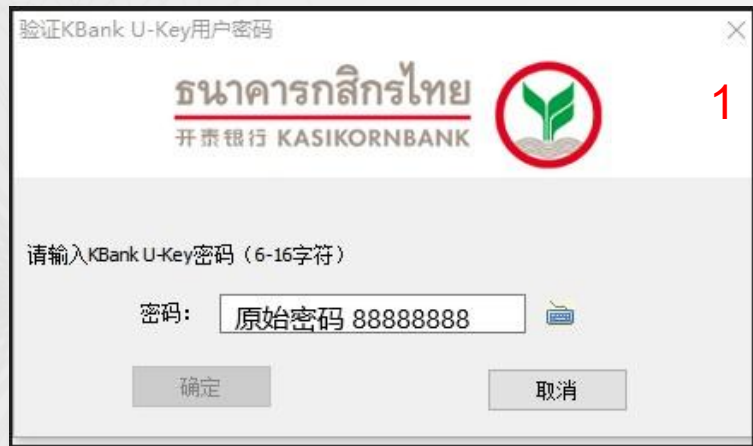 验证KBank U-Key用户密码
ธนาคารกสิกรไทย
开泰银行 KASIKORNBANK
1
请输入KBank U-Key密码（6-16字符）
密码： 原始密码 88888888
确定 取消